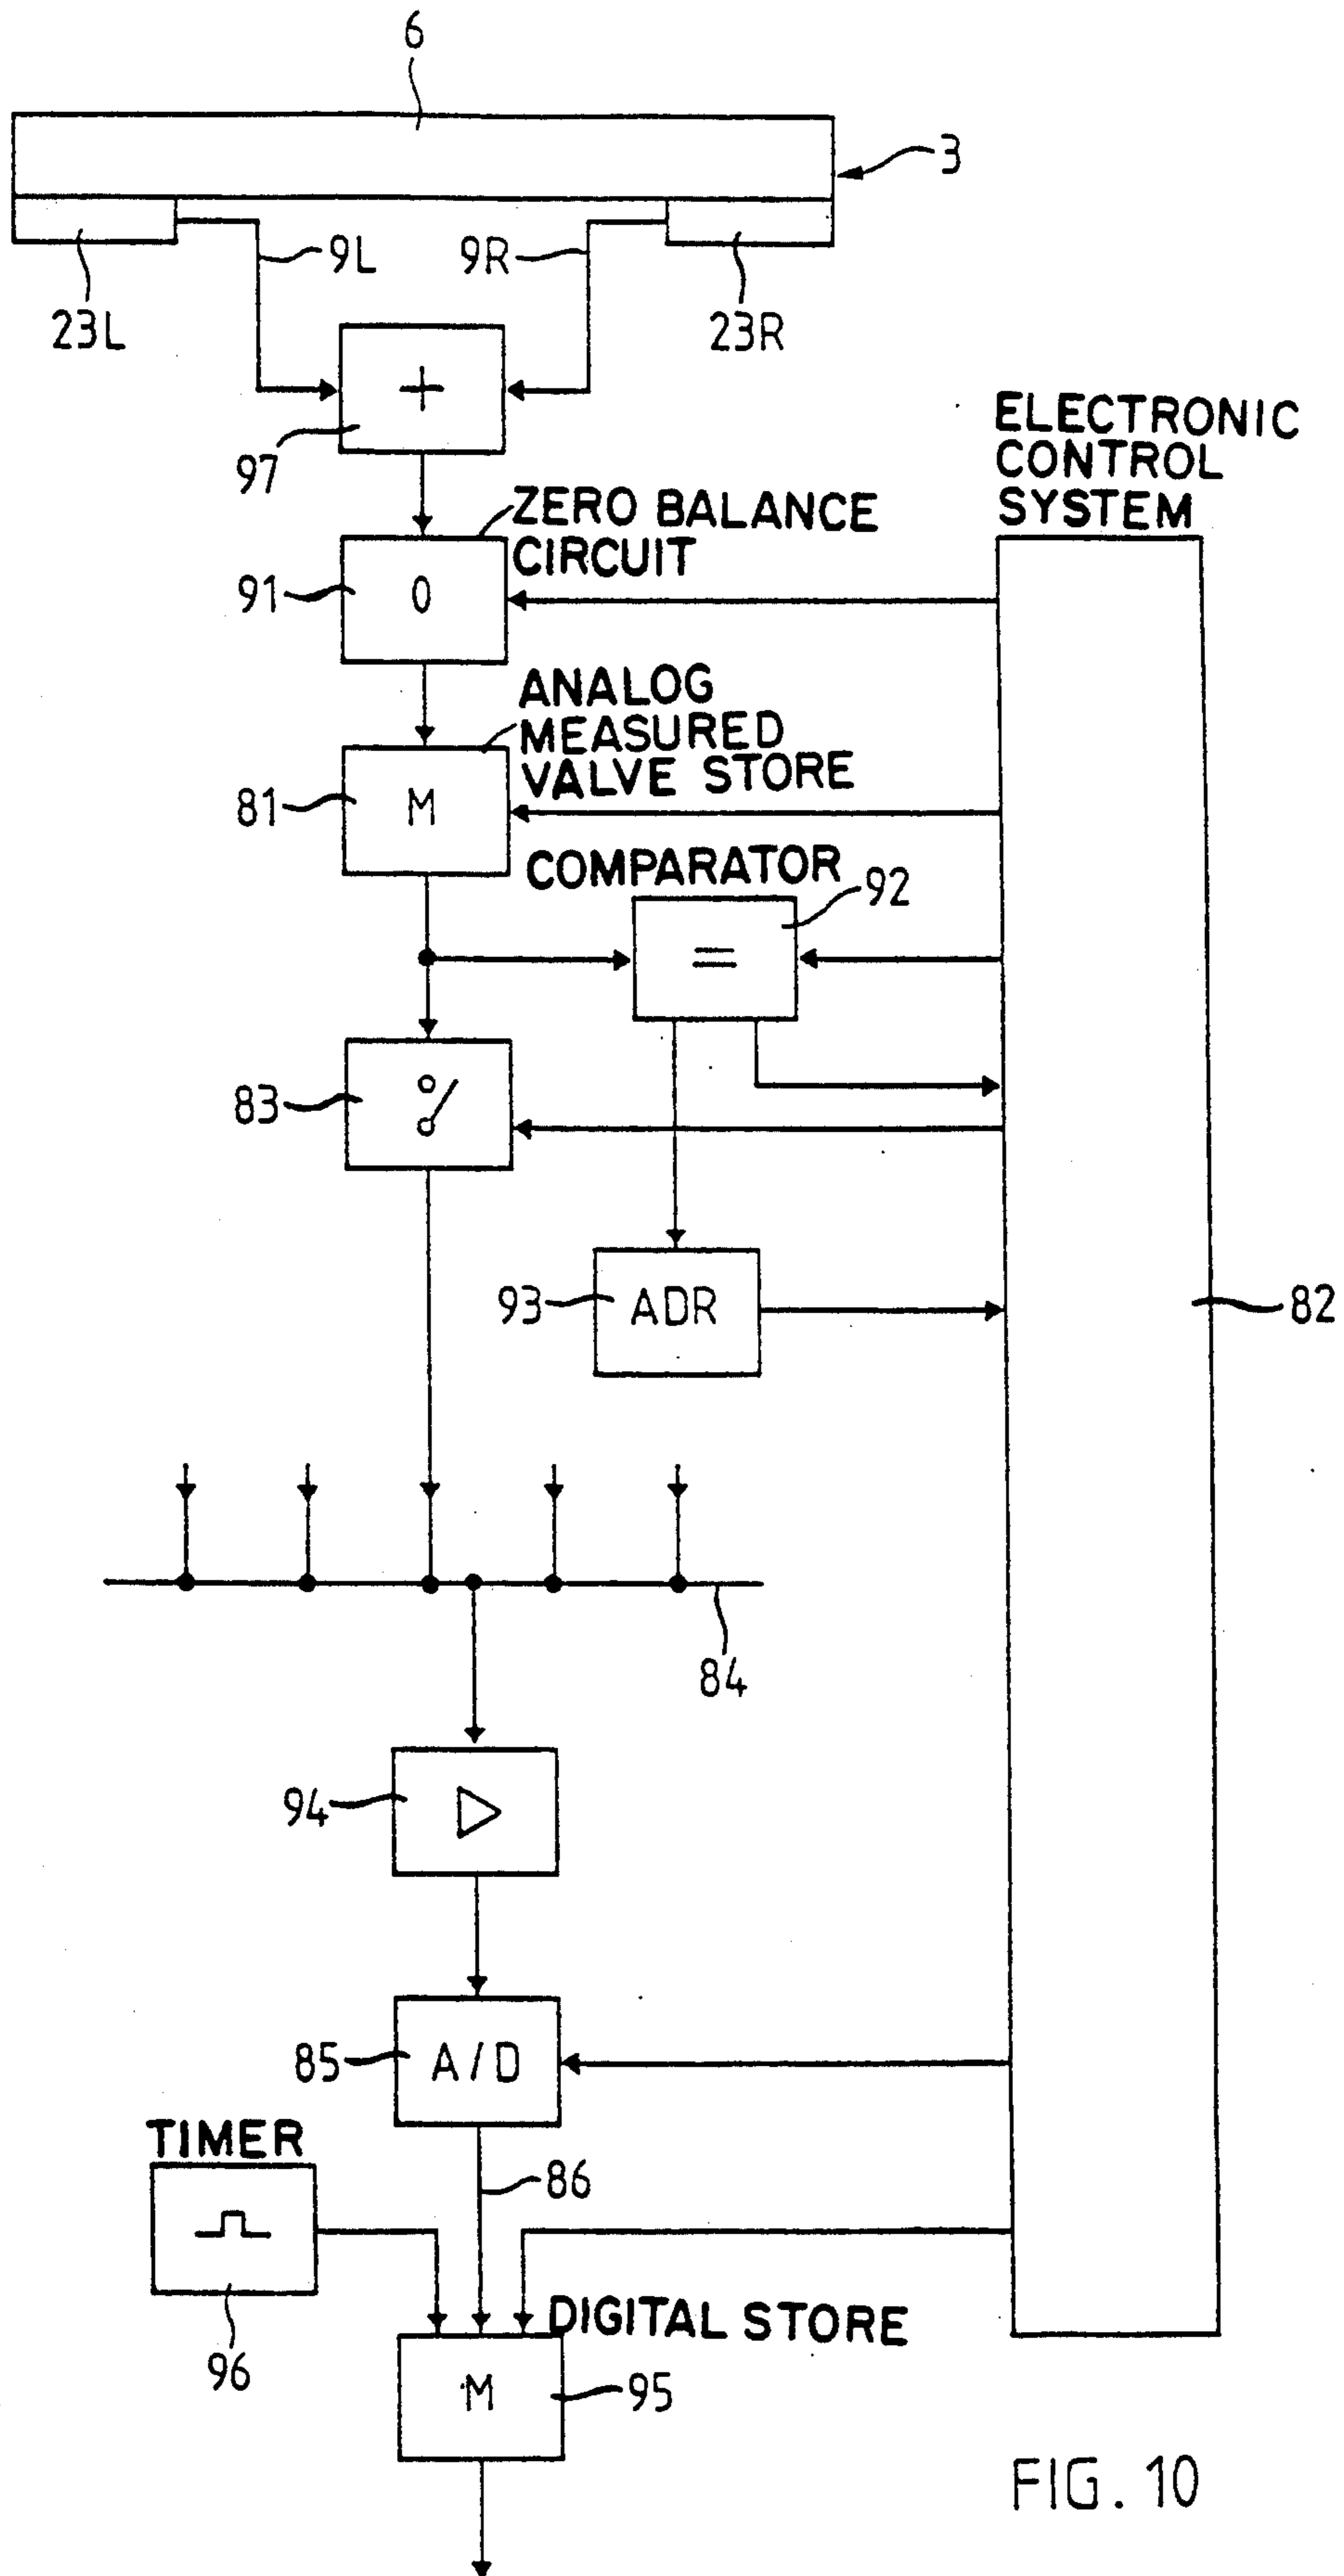 6
3
9L
9R
23L
23R
+
97
ELECTRONIC
CONTROL
SYSTEM
ZERO BALANCE
CIRCUIT
91
0
ANALOG
MEASURED
VALVE STORE
81
M
COMPARATOR
92
=
83
93
ADR
82
84
94
85
A/D
TIMER
86
96
DIGITAL STORE
M
95
FIG. 10